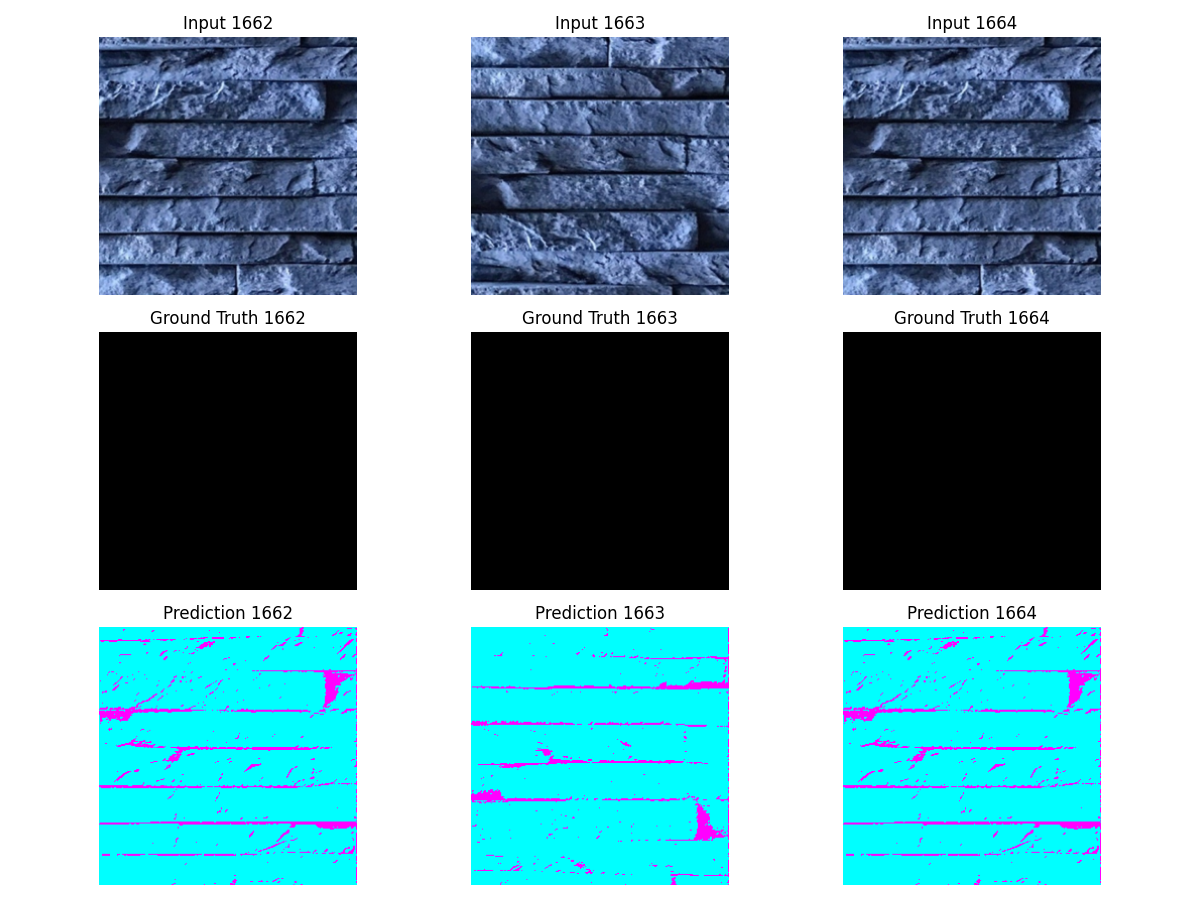 Input 1662
Input 1663
Input 1664
Ground Truth 1662
Ground Truth 1663
Ground Truth 1664
Prediction 1662
Prediction 1663
Prediction 1664